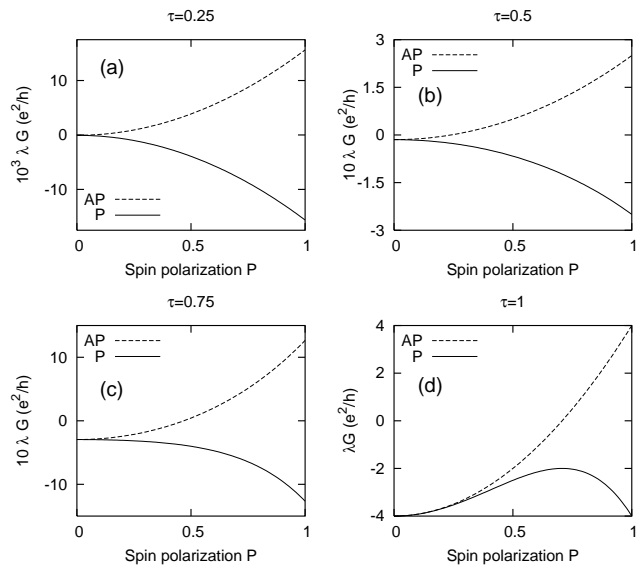 τ=0.25
10³ λ G (e²/h)
10
0
-10
(a)
AP
P
0
0.5
1
Spin polarization P
τ=0.5
10 λ G (e²/h)
3
1.5
0
-1.5
-3
AP
P
(b)
0
0.5
1
Spin polarization P
τ=0.75
10 λ G (e²/h)
10
0
-10
AP
P
(c)
0
0.5
1
Spin polarization P
τ=1
λG (e²/h)
4
2
0
-2
-4
AP
P
(d)
0
0.5
1
Spin polarization P